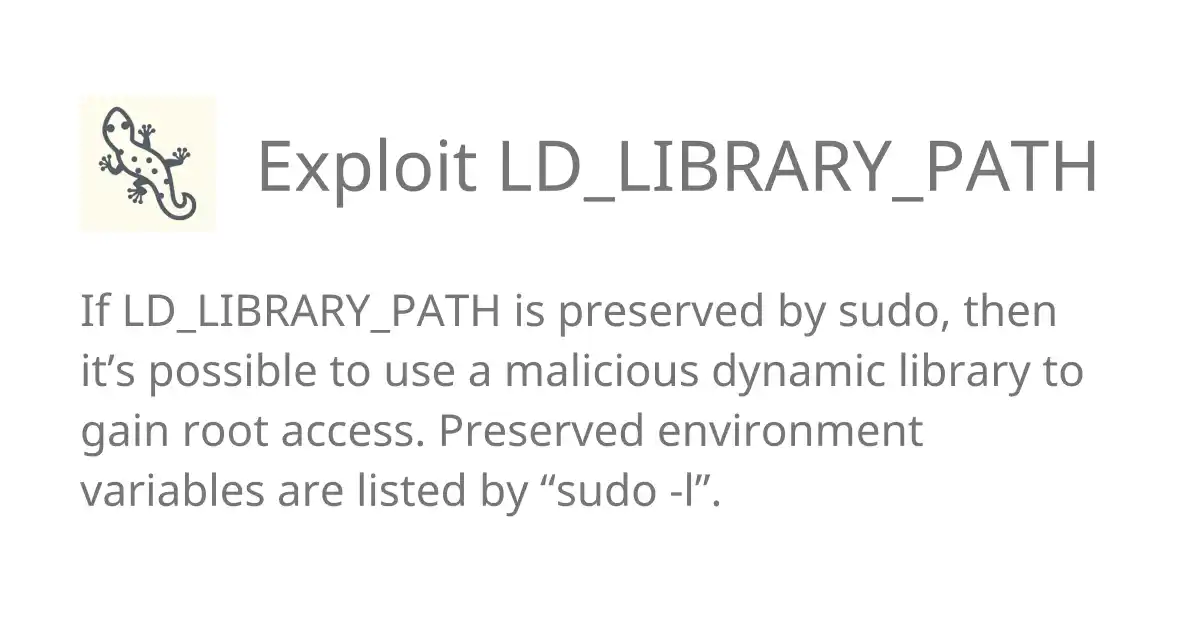 Exploit LD_LIBRARY_PATH
If LD_LIBRARY_PATH is preserved by sudo, then
it’s possible to use a malicious dynamic library to
gain root access. Preserved environment
variables are listed by “sudo -l”.